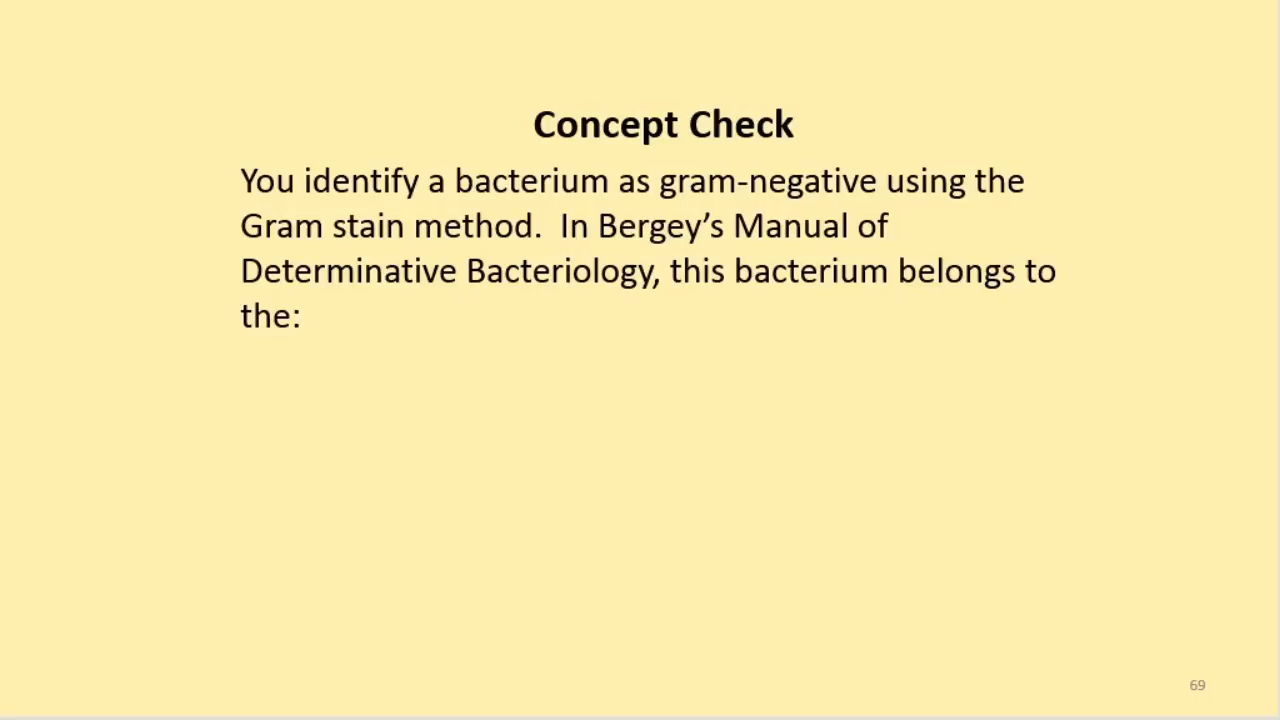 Concept Check
You identify a bacterium as gram-negative using the
Gram stain method.  In Bergey’s Manual of
Determinative Bacteriology, this bacterium belongs to
the:
69